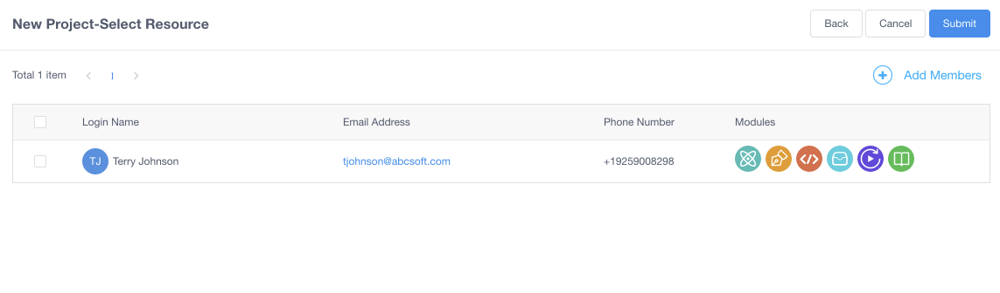 New Project-Select Resource
Back Cancel Submit
Total 1 item 1
Add Members
Login Name Email Address Phone Number Modules
TJ Terry Johnson tjohnson@abcsoft.com +19259008298